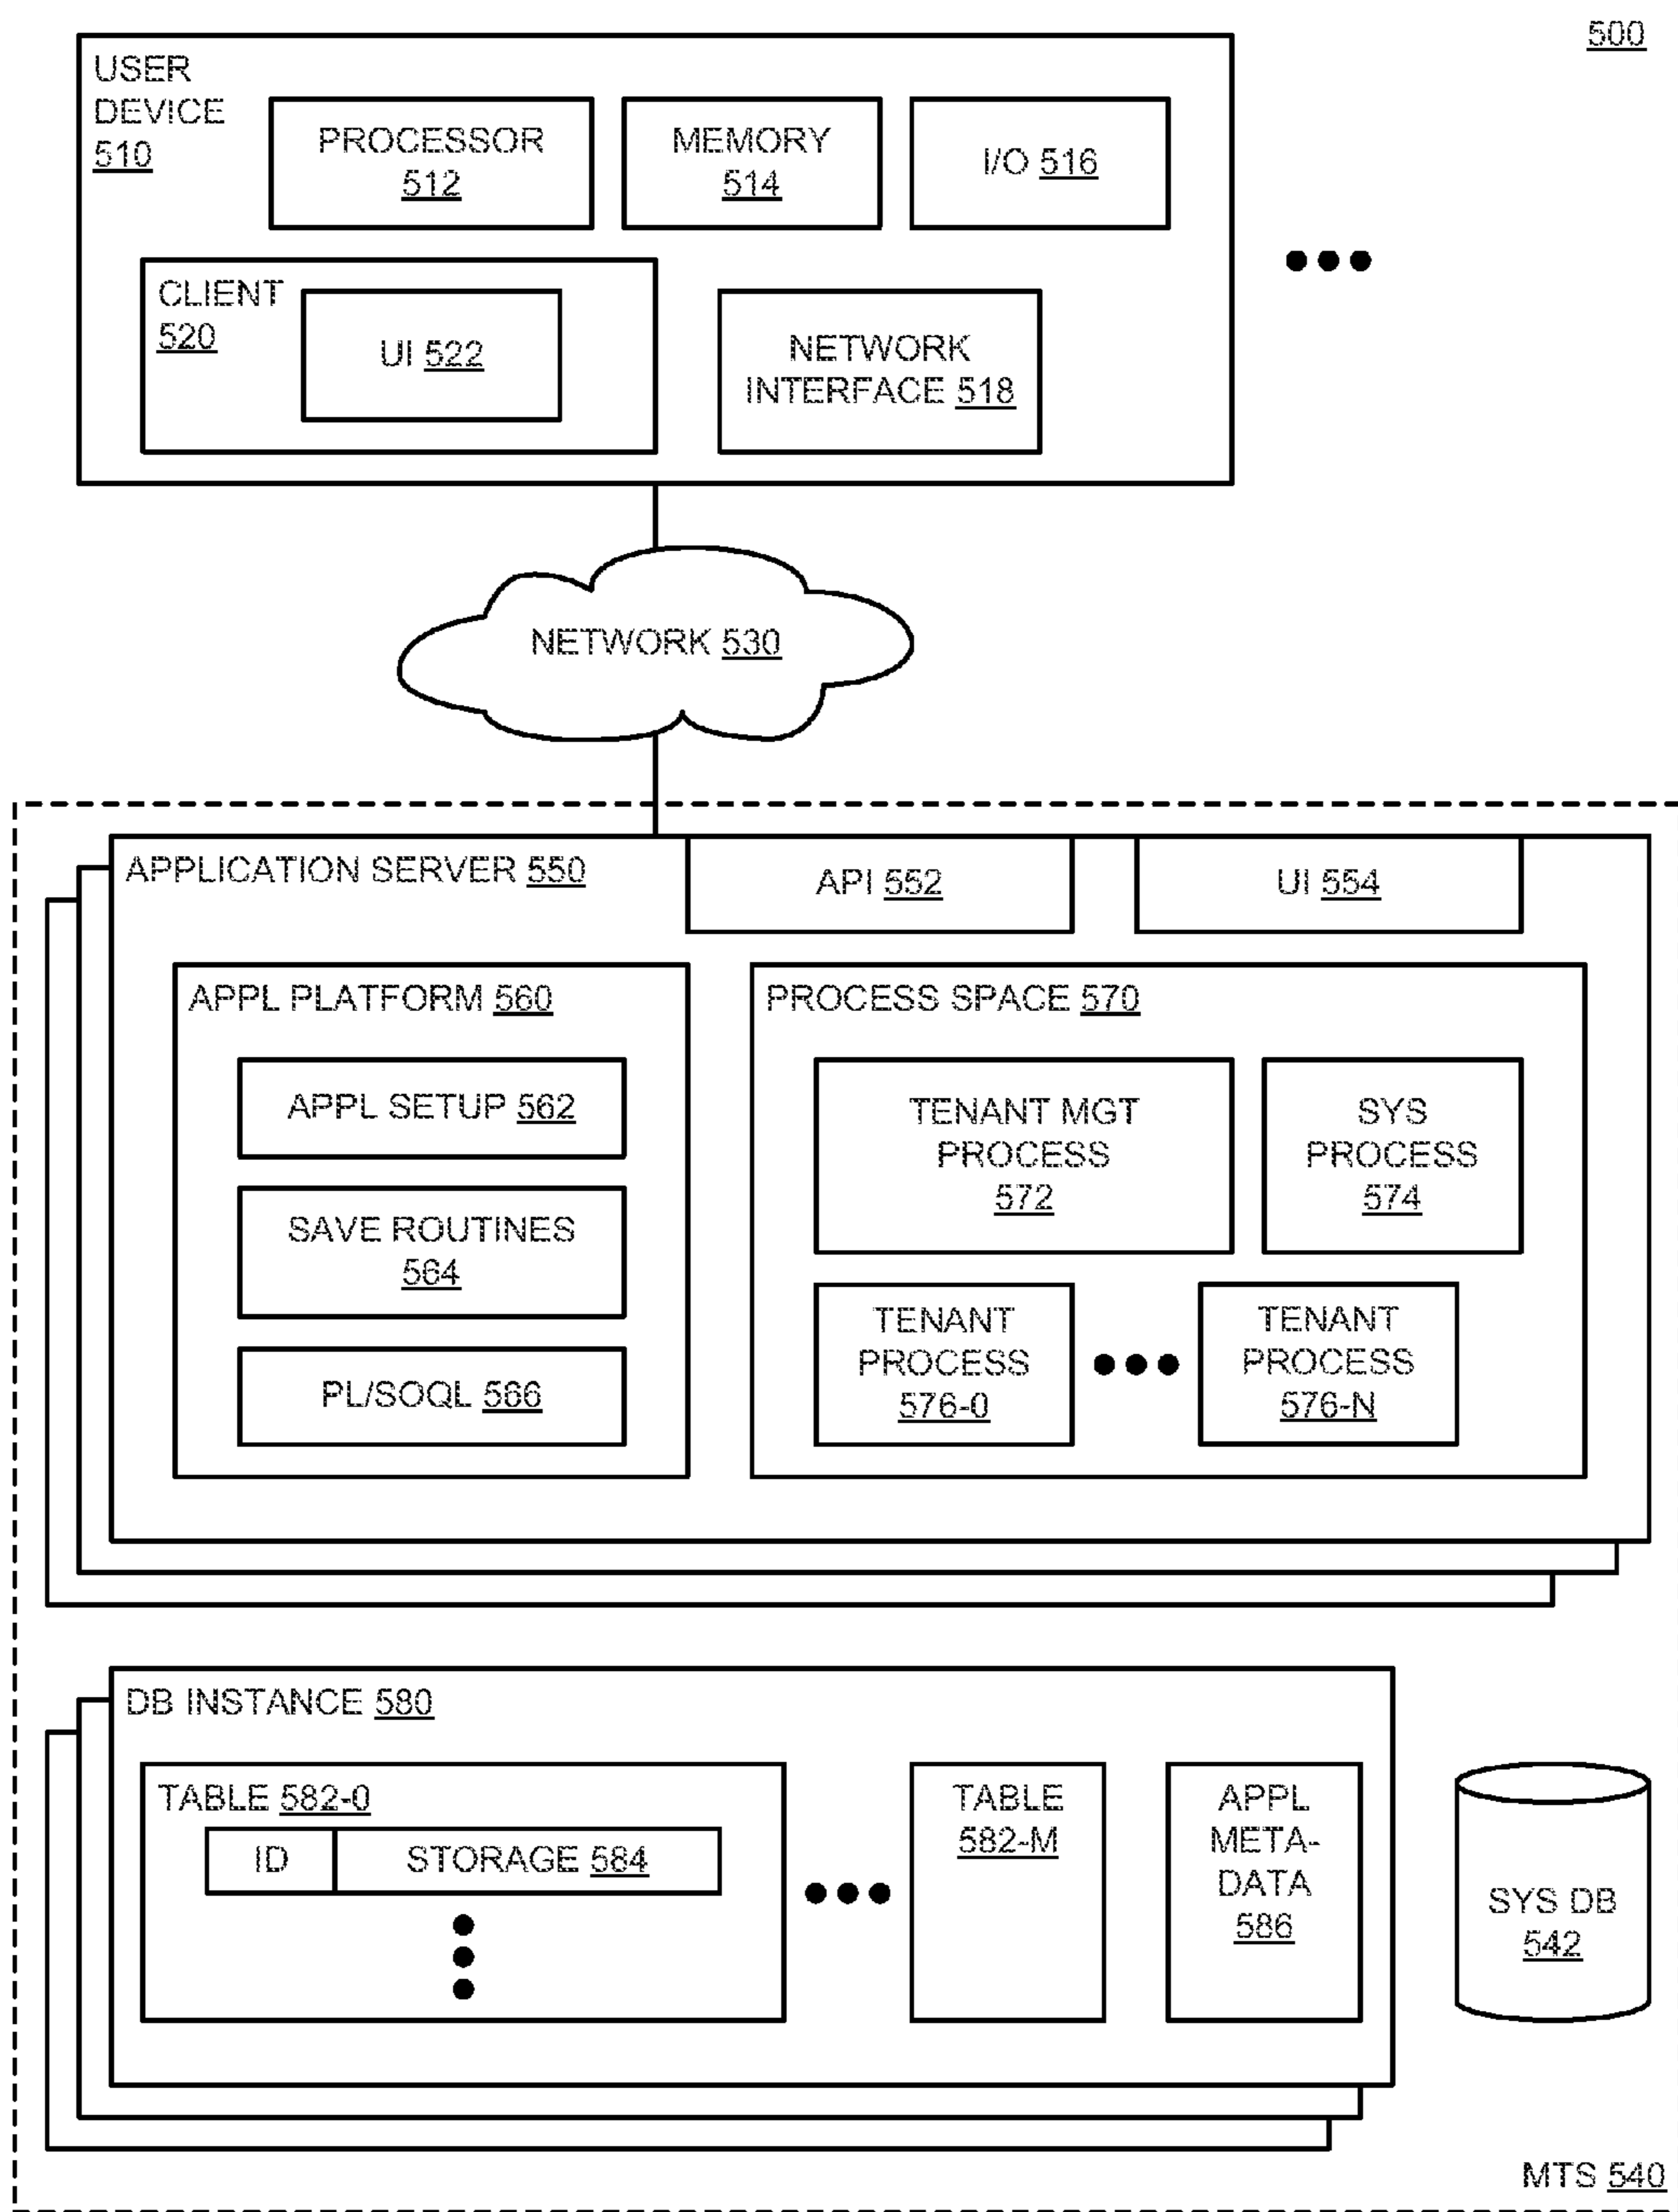 500
USER
DEVICE
510
PROCESSOR
512
MEMORY
514
I/O 516
CLIENT
520
UI 522
NETWORK
INTERFACE 518
NETWORK 530
APPLICATION SERVER 550
API 552
UI 554
APPL PLATFORM 560
APPL SETUP 562
SAVE ROUTINES
564
PL/SOQL 566
PROCESS SPACE 570
TENANT MGT
PROCESS
572
SYS
PROCESS
574
TENANT
PROCESS
576-0
TENANT
PROCESS
576-N
DB INSTANCE 580
TABLE 582-0
ID
STORAGE 584
TABLE
582-M
APPL
META-
DATA
586
SYS DB
542
MTS 540